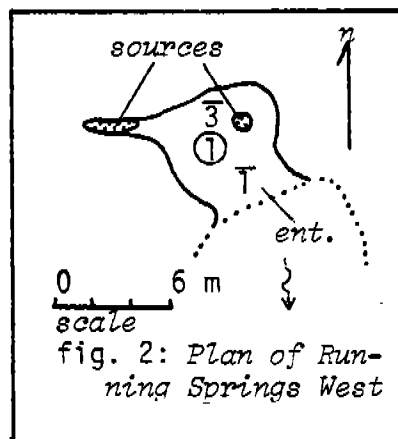 sources
n
3
1
1
ent.
0 6 m
scale
fig. 2: Plan of Run-
ning Springs West